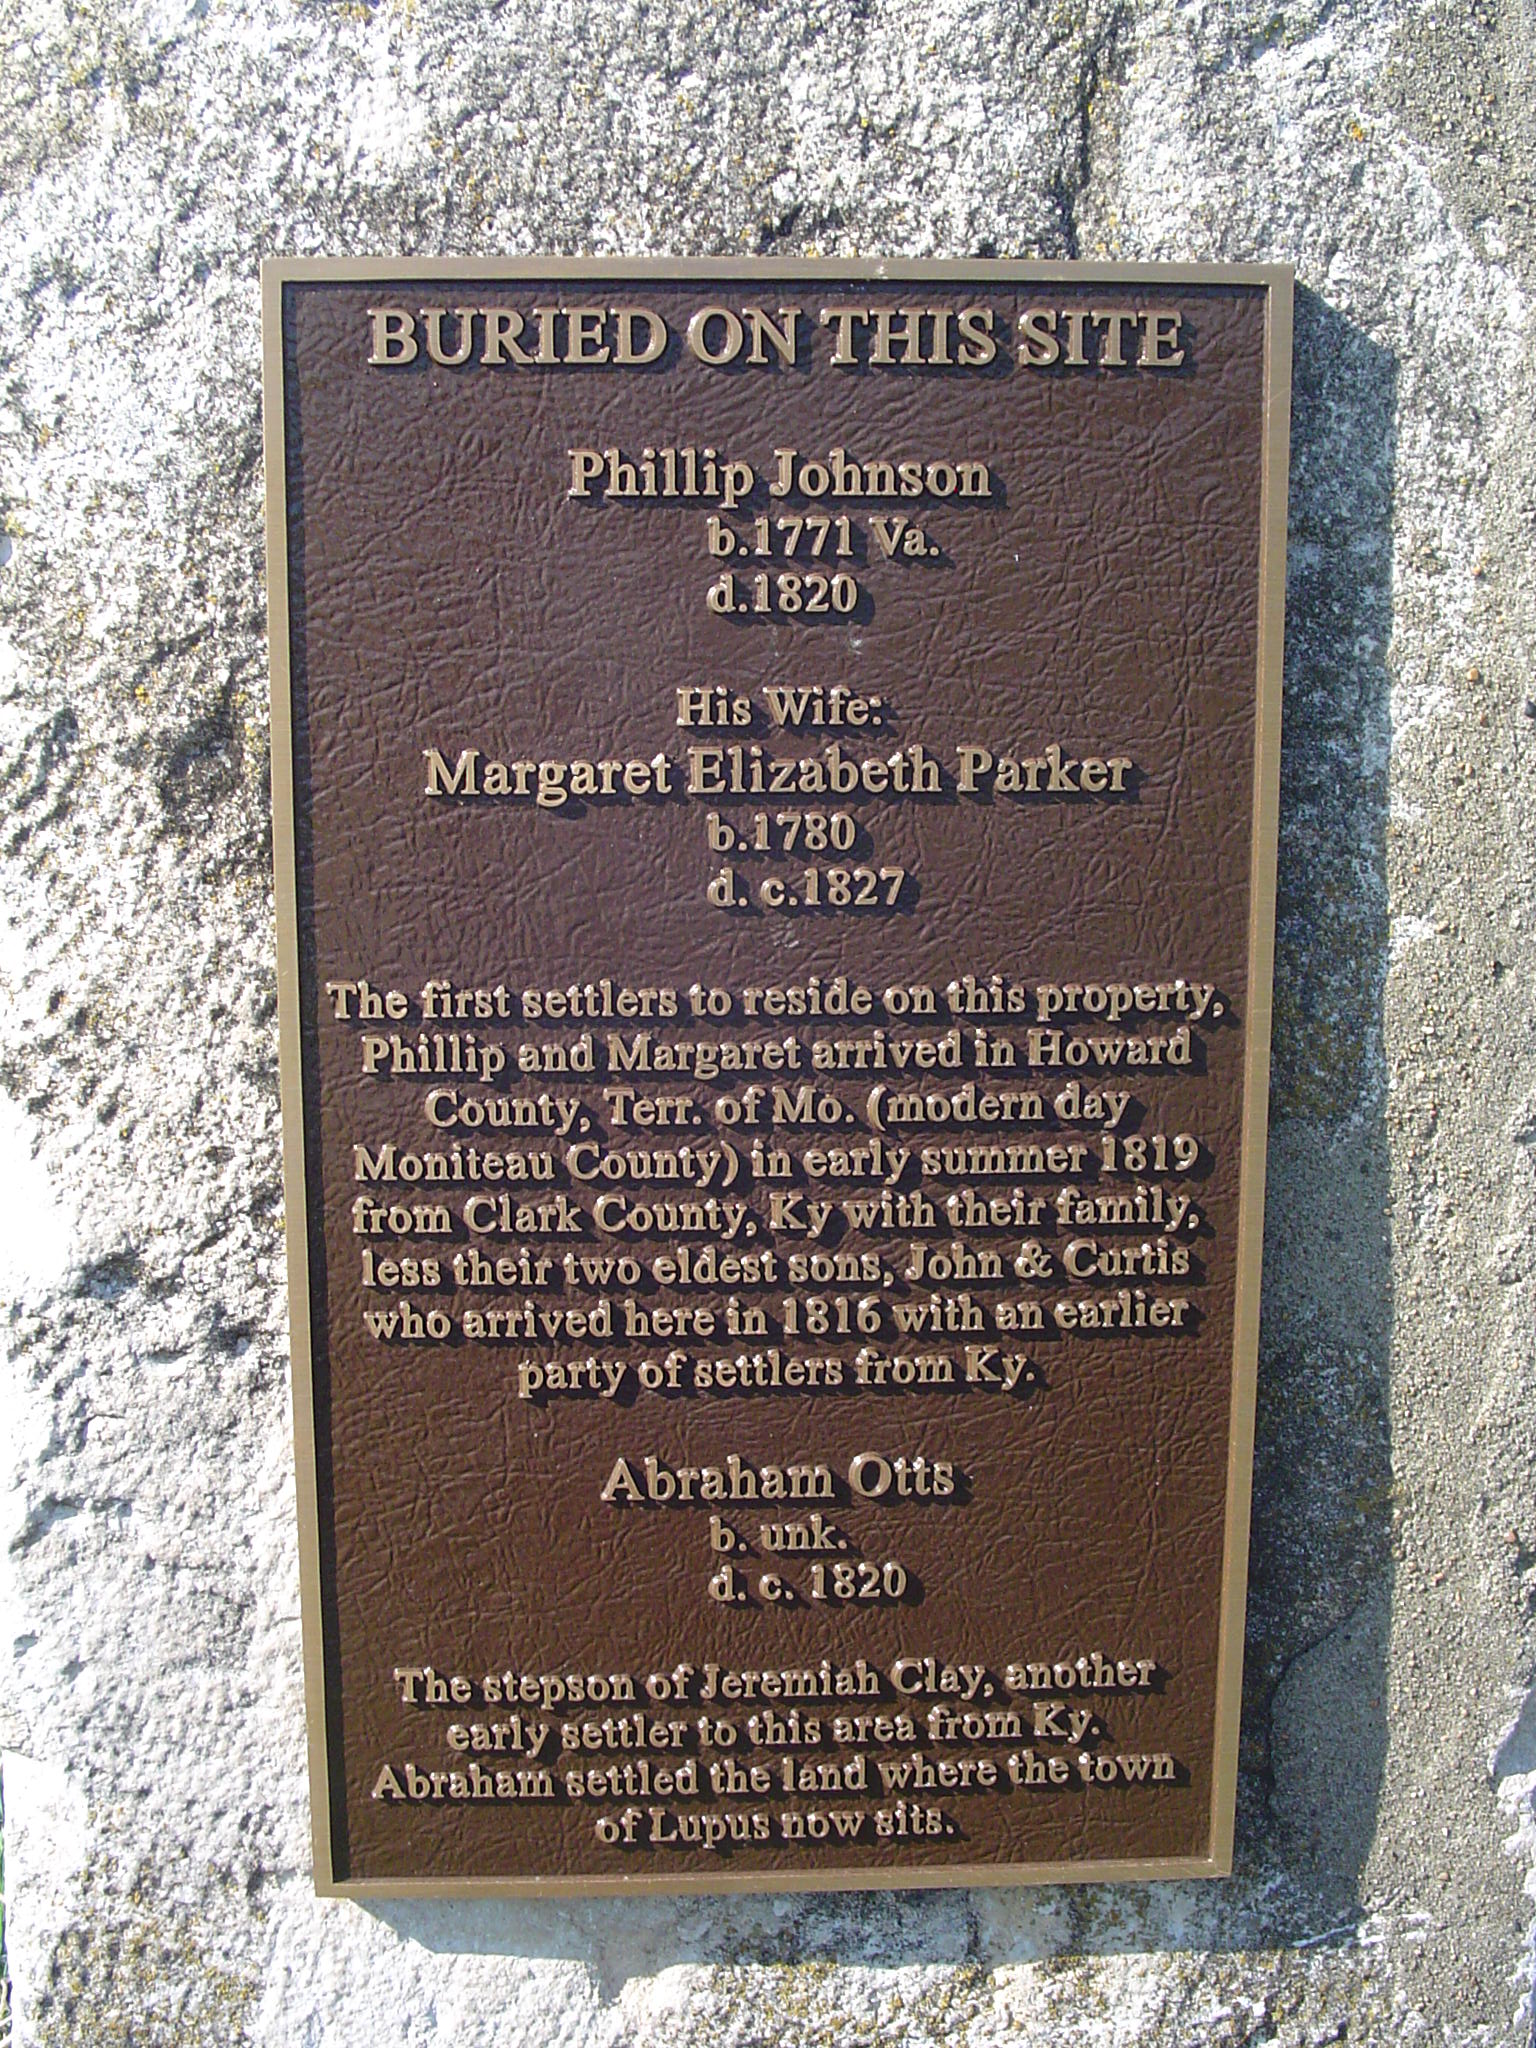 BURIED ON THIS SITE
Phillip Johnson
b.1771 Va.
d.1820
His Wife:
Margaret Elizabeth Parker
b.1780
d. c.1827
The first settlers to reside on this property,
Phillip and Margaret arrived in Howard
County, Terr. of Mo. (modern day
Moniteau County) in early summer 1819
from Clark County, Ky with their family,
less their two eldest sons, John & Curtis
who arrived here in 1816 with an earlier
party of settlers from Ky.
Abraham Otts
b. unk.
d. c. 1820
The stepson of Jeremiah Clay, another
early settler to this area from Ky.
Abraham settled the land where the town
of Lupus now sits.